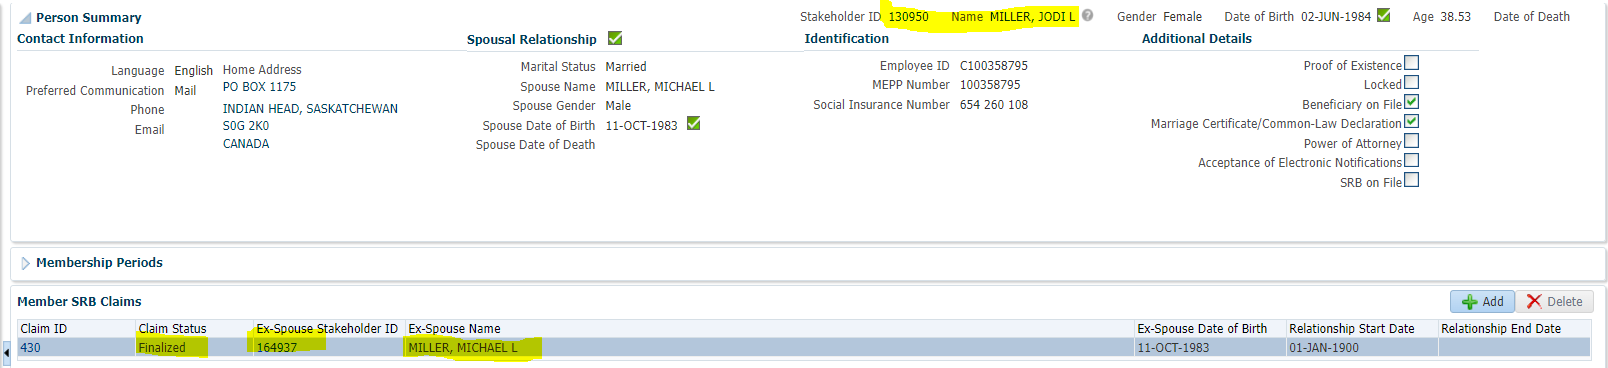 Person Summary
Stakeholder ID 130950 Name MILLER, JODI L Gender Female Date of Birth 02-JUN-1984 Age 38.53 Date of Death
Contact Information
Language English
Preferred Communication Mail
Phone
Email
Home Address
PO BOX 1175
INDIAN HEAD, SASKATCHEWAN
S0G 2K0
CANADA
Spousal Relationship
Marital Status Married
Spouse Name MILLER, MICHAEL L
Spouse Gender Male
Spouse Date of Birth 11-OCT-1983
Spouse Date of Death
Identification
Employee ID C100358795
MEPP Number 100358795
Social Insurance Number 654 260 108
Additional Details
Proof of Existence
Locked
Beneficiary on File
Marriage Certificate/Common-Law Declaration
Power of Attorney
Acceptance of Electronic Notifications
SRB on File
Membership Periods
Member SRB Claims
Add Delete
Claim ID Claim Status Ex-Spouse Stakeholder ID Ex-Spouse Name Ex-Spouse Date of Birth Relationship Start Date Relationship End Date
430 Finalized 164937 MILLER, MICHAEL L 11-OCT-1983 01-JAN-1900